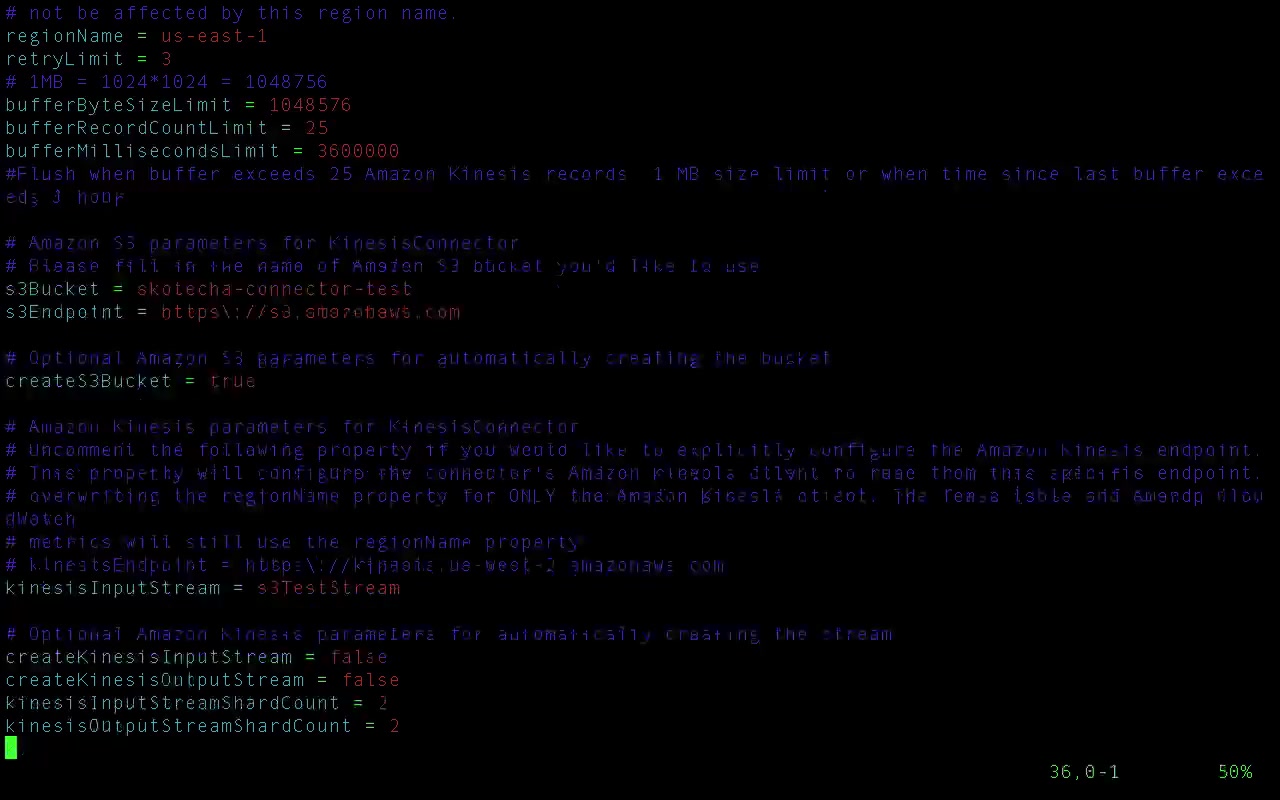 # not be affected by this region name.
regionName = us-east-1
retryLimit = 3
# 1MB = 1024*1024 = 1048756
bufferByteSizeLimit = 1048576
bufferRecordCountLimit = 25
bufferMillisecondsLimit = 3600000
#Flush when buffer exceeds 25 Amazon Kinesis records 1 MB size limit or when time since last buffer exce
eds 1 hour
# Amazon S3 parameters for KinesisConnector
# Please fill in the name of Amazon S3 bucket you'd like to use
s3Bucket = skotecha-connector-test
s3Endpoint = https\://s3.amazonaws.com
# Optional Amazon S3 parameters for automatically creating the bucket
createS3Bucket = true
# Amazon Kinesis parameters for KinesisConnector
# Uncomment the following property if you would like to explicitly configure the Amazon Kinesis endpoint.
# This property will configure the connector's Amazon Kinesis to this specific endpoint.
# overwriting the regionName property for ONLY the Amazon Kinesis client. The and
dWatch
# metrics will still use the regionName property
# kinesisEndpoint = https\://kinesis.us-west-2 amazonaws com
kinesisInputStream = s3TestStream
# Optional Amazon Kinesis parameters for automatically creating the stream
createKinesisInputStream = false
createKinesisOutputStream = false
kinesisInputStreamShardCount = 2
kinesisOutputStreamShardCount = 2
36,0-1 50%